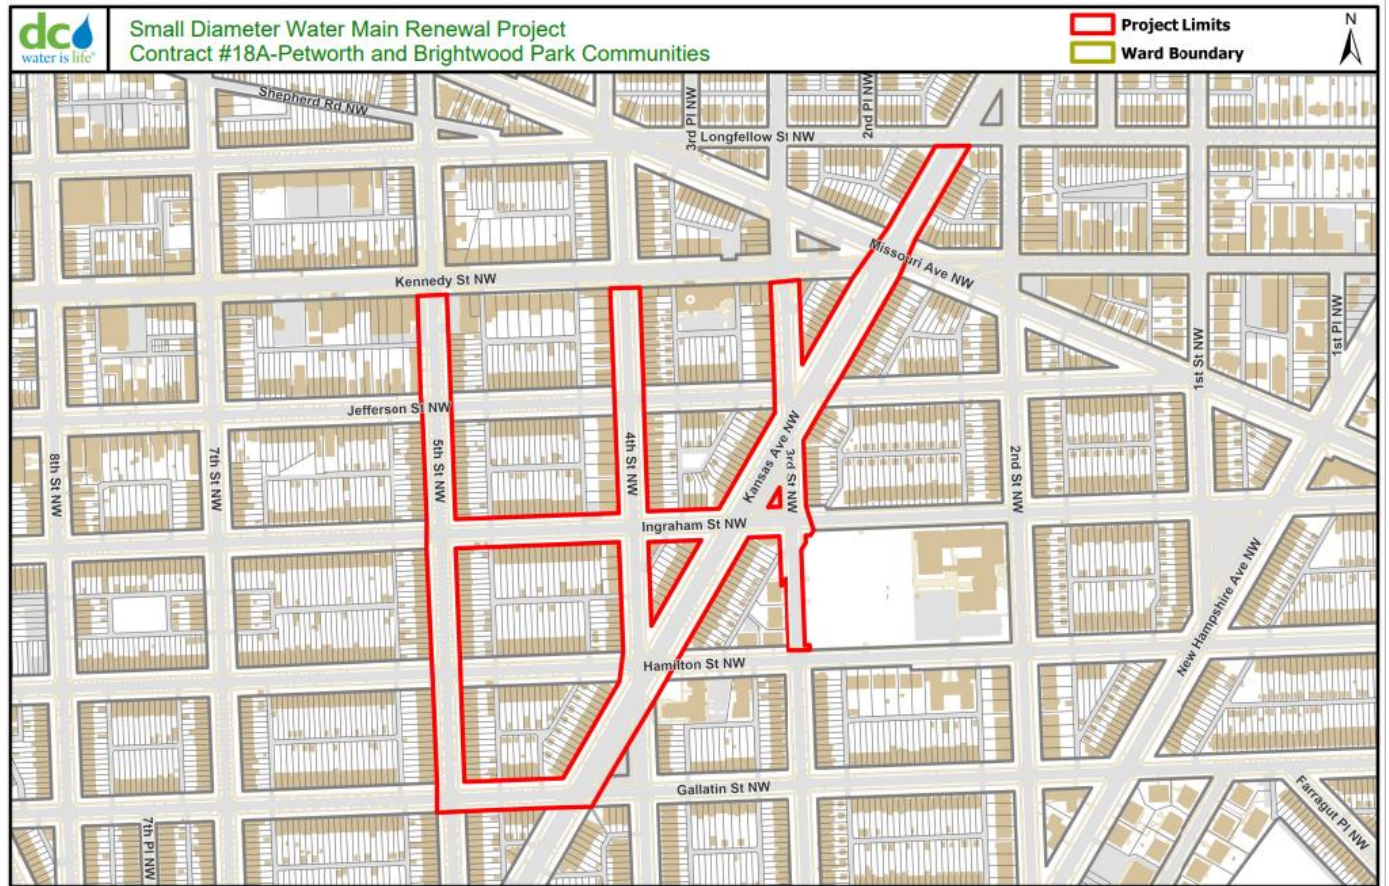 dc
water is life
Small Diameter Water Main Renewal Project
Contract #18A-Petworth and Brightwood Park Communities
Project Limits
Ward Boundary
N
Shepherd Rd NW
3rd Pl NW
Longfellow St NW
2nd Pl NW
Missouri Ave NW
Kennedy St NW
1st St NW
1st Pl NW
Jefferson St NW
8th St NW
7th St NW
5th St NW
4th St NW
Kansas Ave NW
3rd St NW
2nd St NW
Ingraham St NW
New Hampshire Ave NW
Hamilton St NW
Gallatin St NW
7th Pl NW
Farragut Pl NW